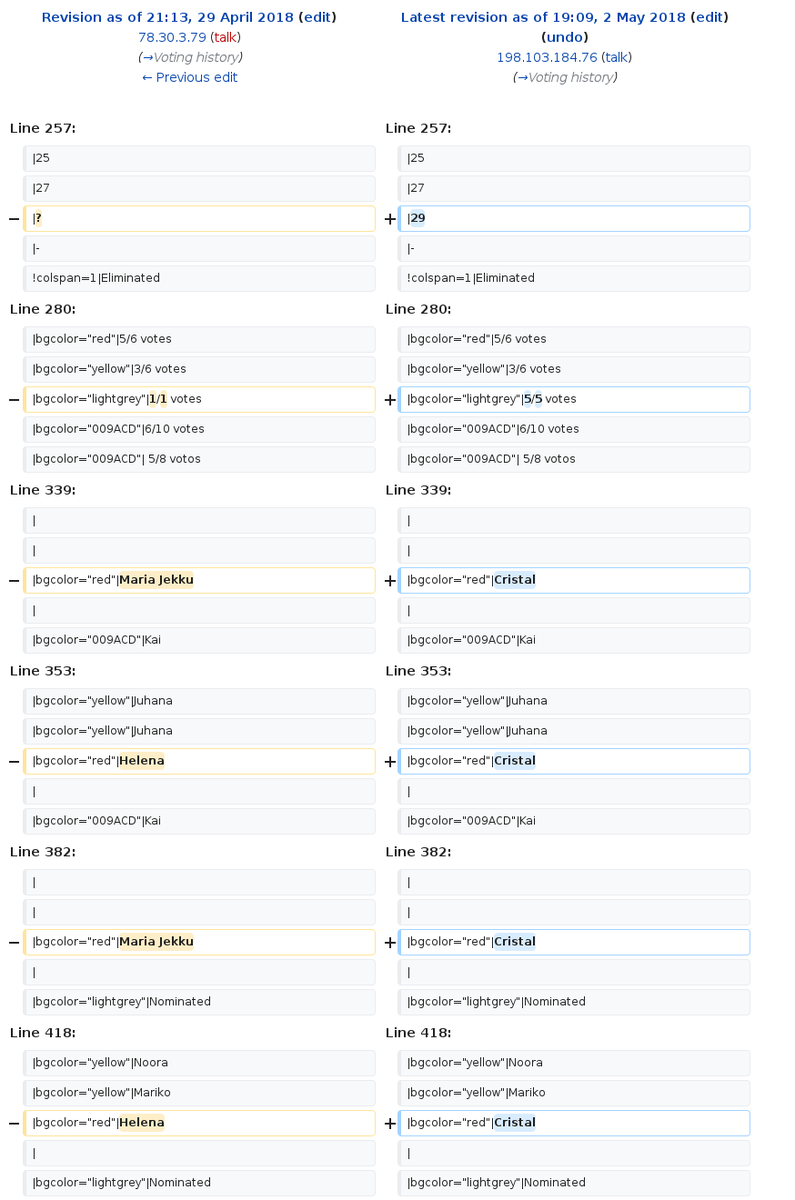 Revision as of 21:13, 29 April 2018 (edit)
78.30.3.79 (talk)
(→Voting history)
← Previous edit
Latest revision as of 19:09, 2 May 2018 (edit)
(undo)
198.103.184.76 (talk)
(→Voting history)
Line 257:
Line 257:
|25
|25
|27
|27
− |?
+ |29
|-
|-
!colspan=1|Eliminated
!colspan=1|Eliminated
Line 280:
Line 280:
|bgcolor="red"|5/6 votes
|bgcolor="red"|5/6 votes
|bgcolor="yellow"|3/6 votes
|bgcolor="yellow"|3/6 votes
− |bgcolor="lightgrey"|1/1 votes
+ |bgcolor="lightgrey"|5/5 votes
|bgcolor="009ACD"|6/10 votes
|bgcolor="009ACD"|6/10 votes
|bgcolor="009ACD"| 5/8 votos
|bgcolor="009ACD"| 5/8 votos
Line 339:
Line 339:
|
|
|
|
− |bgcolor="red"|Maria Jekku
+ |bgcolor="red"|Cristal
|
|
|bgcolor="009ACD"|Kai
|bgcolor="009ACD"|Kai
Line 353:
Line 353:
|bgcolor="yellow"|Juhana
|bgcolor="yellow"|Juhana
|bgcolor="yellow"|Juhana
|bgcolor="yellow"|Juhana
− |bgcolor="red"|Helena
+ |bgcolor="red"|Cristal
|
|
|bgcolor="009ACD"|Kai
|bgcolor="009ACD"|Kai
Line 382:
Line 382:
|
|
|
|
− |bgcolor="red"|Maria Jekku
+ |bgcolor="red"|Cristal
|
|
|bgcolor="lightgrey"|Nominated
|bgcolor="lightgrey"|Nominated
Line 418:
Line 418:
|bgcolor="yellow"|Noora
|bgcolor="yellow"|Noora
|bgcolor="yellow"|Mariko
|bgcolor="yellow"|Mariko
− |bgcolor="red"|Helena
+ |bgcolor="red"|Cristal
|
|
|bgcolor="lightgrey"|Nominated
|bgcolor="lightgrey"|Nominated